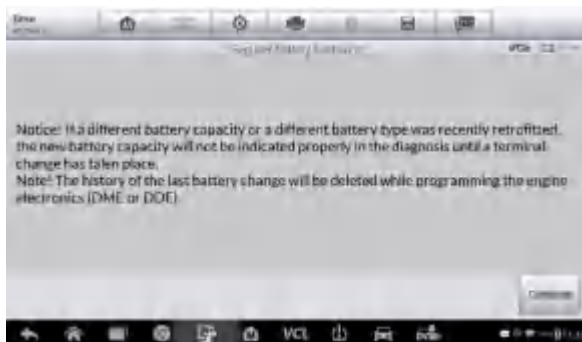 Notice! If a different battery capacity or a different battery type was recently retrofitted,
the new battery capacity will not be indicated properly in the diagnosis until a terminal
change has taken place.
Note! The history of the last battery change will be deleted while programming the engine
electronics (DME or DDE)
VCI